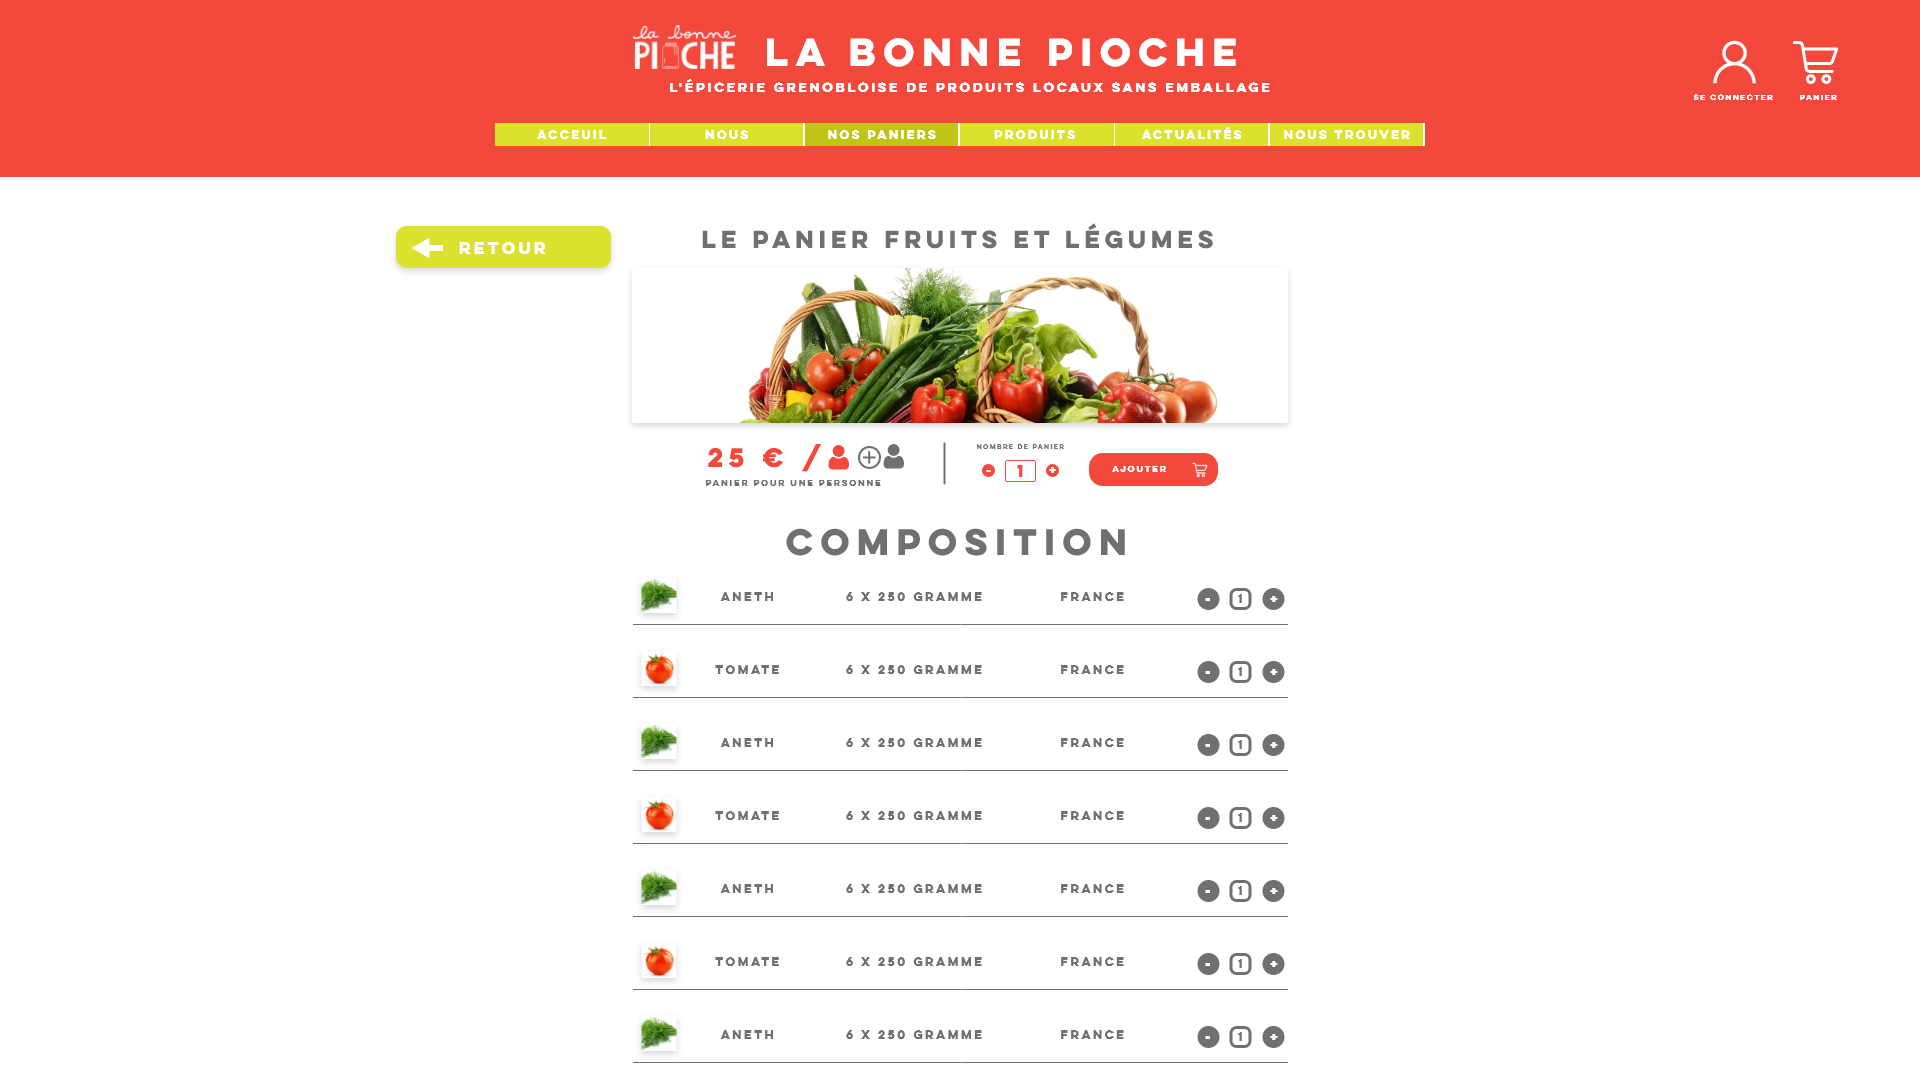 la bonne
PIOCHE
LA BONNE PIOCHE
L'ÉPICERIE GRENOBLOISE DE PRODUITS LOCAUX SANS EMBALLAGE
SE CONNECTER
PANIER
ACCEUIL
NOUS
NOS PANIERS
PRODUITS
ACTUALITÉS
NOUS TROUVER
RETOUR
LE PANIER FRUITS ET LÉGUMES
25 € /
PANIER POUR UNE PERSONNE
NOMBRE DE PANIER
- 1 +
AJOUTER
COMPOSITION
ANETH 6 X 250 GRAMME FRANCE - 1 +
TOMATE 6 X 250 GRAMME FRANCE - 1 +
ANETH 6 X 250 GRAMME FRANCE - 1 +
TOMATE 6 X 250 GRAMME FRANCE - 1 +
ANETH 6 X 250 GRAMME FRANCE - 1 +
TOMATE 6 X 250 GRAMME FRANCE - 1 +
ANETH 6 X 250 GRAMME FRANCE - 1 +